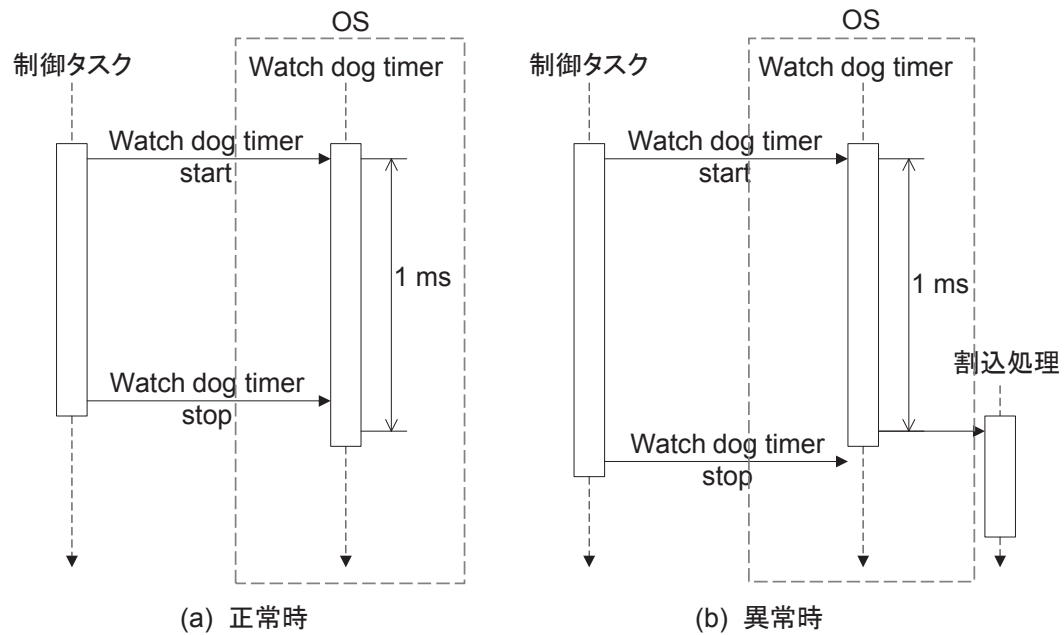 OS
制御タスク
Watch dog timer
Watch dog timer
start
1 ms
Watch dog timer
stop
(a) 正常時
OS
制御タスク
Watch dog timer
Watch dog timer
start
1 ms
割込処理
Watch dog timer
stop
(b) 異常時